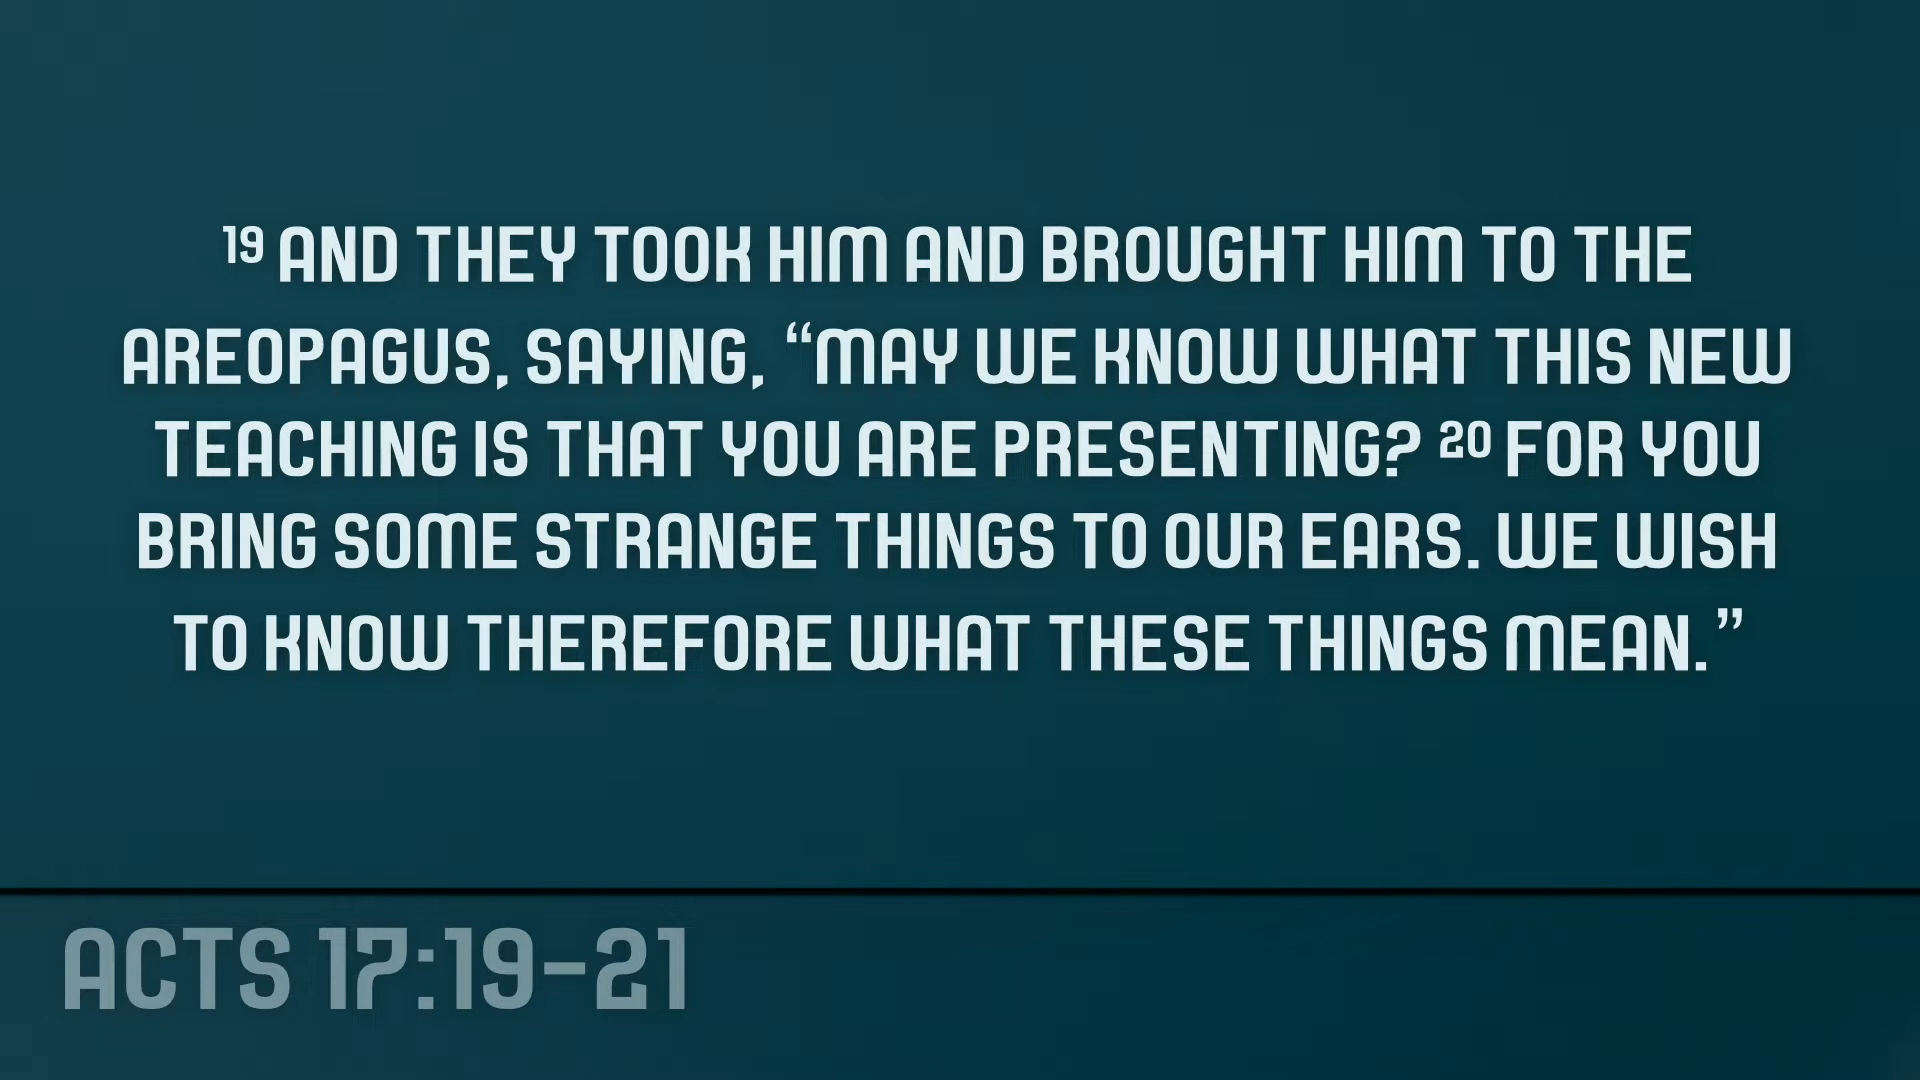 19 AND THEY TOOK HIM AND BROUGHT HIM TO THE
AREOPAGUS, SAYING, “MAY WE KNOW WHAT THIS NEW
TEACHING IS THAT YOU ARE PRESENTING? 20 FOR YOU
BRING SOME STRANGE THINGS TO OUR EARS. WE WISH
TO KNOW THEREFORE WHAT THESE THINGS MEAN.”
ACTS 17:19-21